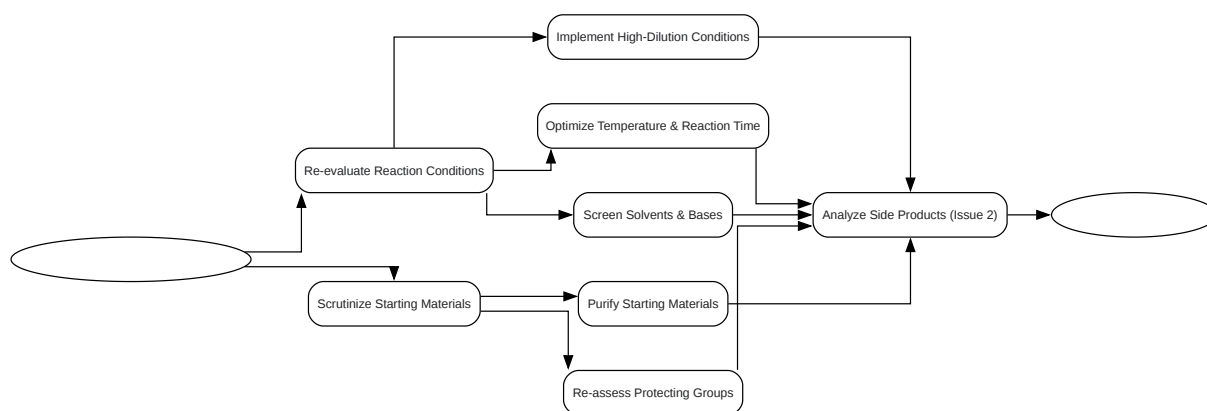 Implement High-Dilution Conditions
Optimize Temperature & Reaction Time
Re-evaluate Reaction Conditions
Screen Solvents & Bases
Analyze Side Products (Issue 2)
Scrutinize Starting Materials
Purify Starting Materials
Re-assess Protecting Groups